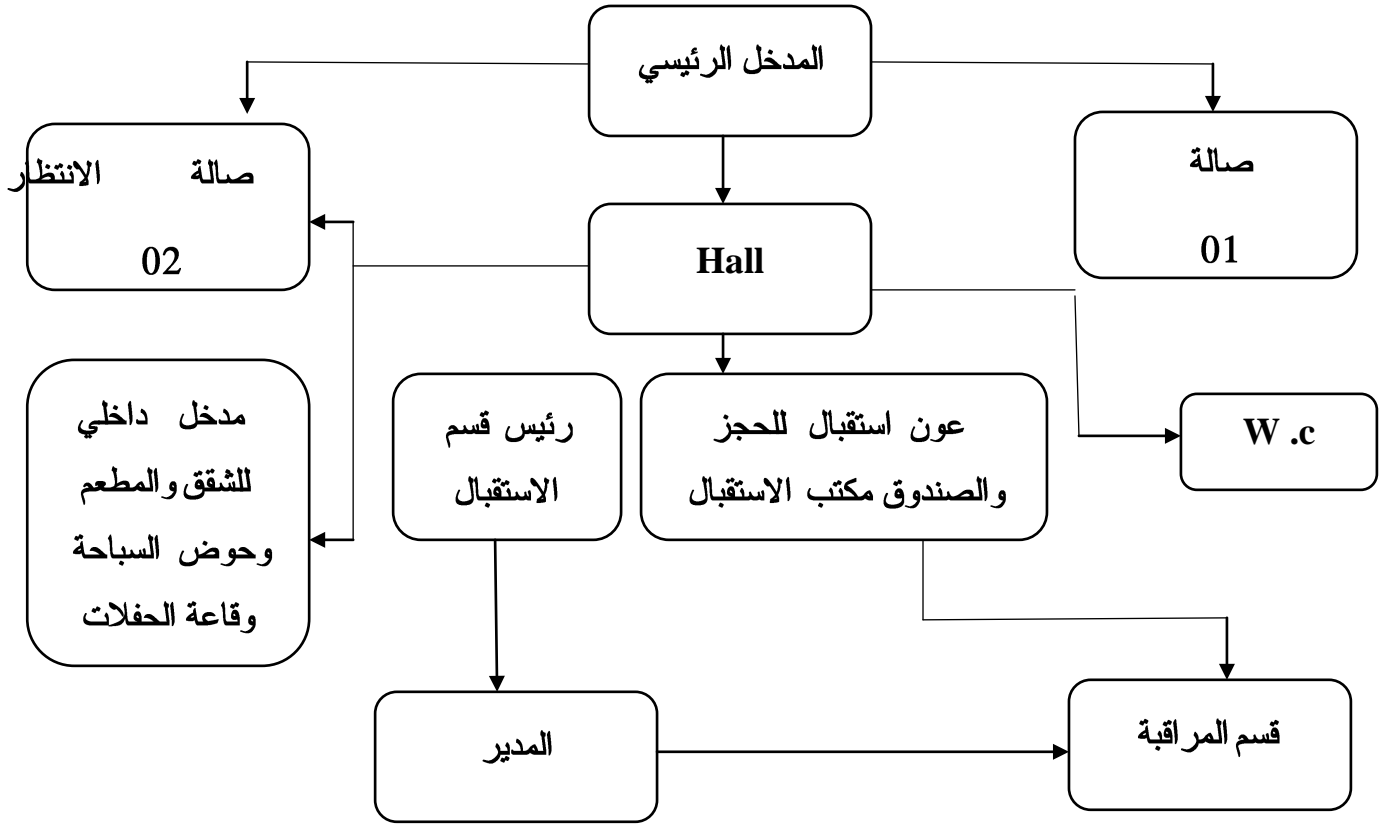 المدخل الرئيسي
صالة
01
صالة الانتظار
02
Hall
W .c
عون استقبال للحجز
والصندوق مكتب الاستقبال
رئيس قسم
الاستقبال
مدخل داخلي
للشقق والمطعم
وحوض السباحة
وقاعة الحفلات
قسم المراقبة
المدير